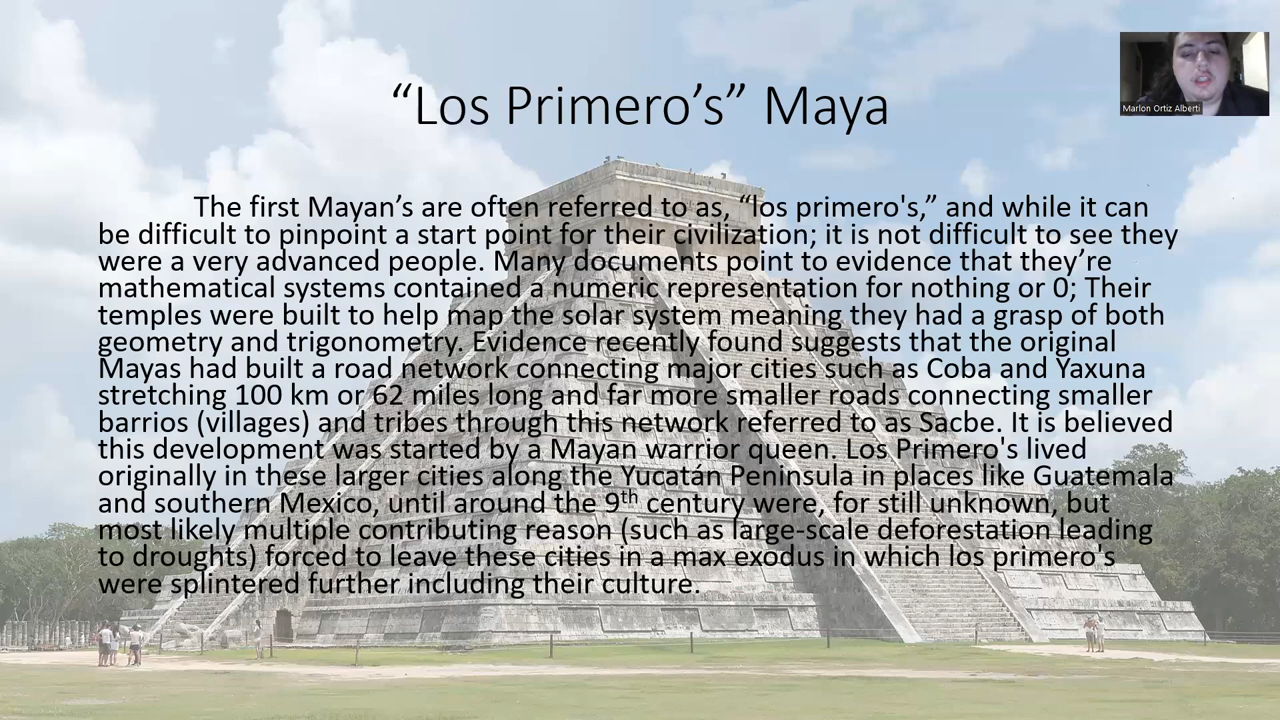 “Los Primero’s” Maya
Marlon Ortiz Alberti
The first Mayan’s are often referred to as, “los primero's,” and while it can
be difficult to pinpoint a start point for their civilization; it is not difficult to see they
were a very advanced people. Many documents point to evidence that they’re
mathematical systems contained a numeric representation for nothing or 0; Their
temples were built to help map the solar system meaning they had a grasp of both
geometry and trigonometry. Evidence recently found suggests that the original
Mayas had built a road network connecting major cities such as Coba and Yaxuna
stretching 100 km or 62 miles long and far more smaller roads connecting smaller
barrios (villages) and tribes through this network referred to as Sacbe. It is believed
this development was started by a Mayan warrior queen. Los Primero's lived
originally in these larger cities along the Yucatán Peninsula in places like Guatemala
and southern Mexico, until around the 9th century were, for still unknown, but
most likely multiple contributing reason (such as large-scale deforestation leading
to droughts) forced to leave these cities in a max exodus in which los primero's
were splintered further including their culture.